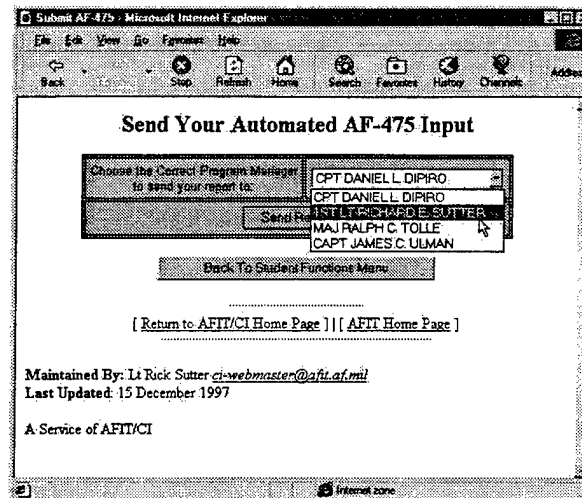 Submit AF-475 - Microsoft Internet Explorer
File Edit View Go Favorites Help
Back Stop Refresh Home Search Favorites History Channels Address
Send Your Automated AF-475 Input
Choose the Correct Program Manager
to send your report to:
CPT DANIEL L. DIPIRO
CPT DANIEL L. DIPIRO
1ST LT RICHARD E. SUTTER
MAJ RALPH C. TOLLE
CAPT JAMES C. ULMAN
Send Re
Back To Student Functions Menu
[ Return to AFIT/CI Home Page ] | [ AFIT Home Page ]
Maintained By: Lt Rick Sutter ci-webmaster@afit.af.mil
Last Updated: 15 December 1997
A Service of AFIT/CI
Internet zone